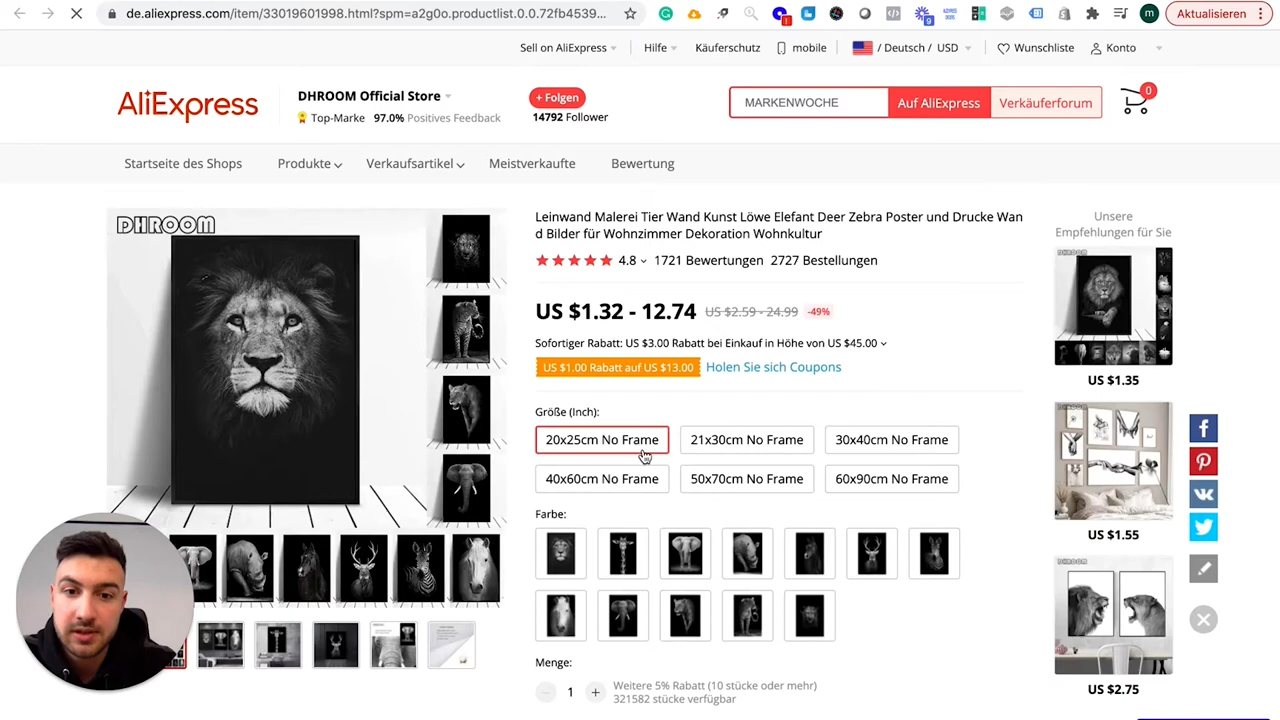 de.aliexpress.com/item/33019601998.html?spm=a2g0o.productlist.0.0.72fb4539...
9
m
Aktualisieren
Sell on AliExpress
Hilfe
Käuferschutz
mobile
/ Deutsch / USD
Wunschliste
Konto
AliExpress
DHROOM Official Store
Top-Marke 97.0% Positives Feedback
+ Folgen
14792 Follower
MARKENWOCHE
Auf AliExpress
Verkäuferforum
0
Startseite des Shops
Produkte
Verkaufsartikel
Meistverkaufte
Bewertung
DHROOM
Leinwand Malerei Tier Wand Kunst Löwe Elefant Deer Zebra Poster und Drucke Wan
d Bilder für Wohnzimmer Dekoration Wohnkultur
4.8
1721 Bewertungen
2727 Bestellungen
US $1.32 - 12.74
US $2.59 - 24.99
-49%
Sofortiger Rabatt: US $3.00 Rabatt bei Einkauf in Höhe von US $45.00
US $1.00 Rabatt auf US $13.00
Holen Sie sich Coupons
Größe (Inch):
20x25cm No Frame
21x30cm No Frame
30x40cm No Frame
40x60cm No Frame
50x70cm No Frame
60x90cm No Frame
Farbe:
Menge:
1
Weitere 5% Rabatt (10 stücke oder mehr)
321582 stücke verfügbar
Unsere
Empfehlungen für Sie
DHROOM
US $1.35
DHROOM
US $1.55
DHROOM
US $2.75